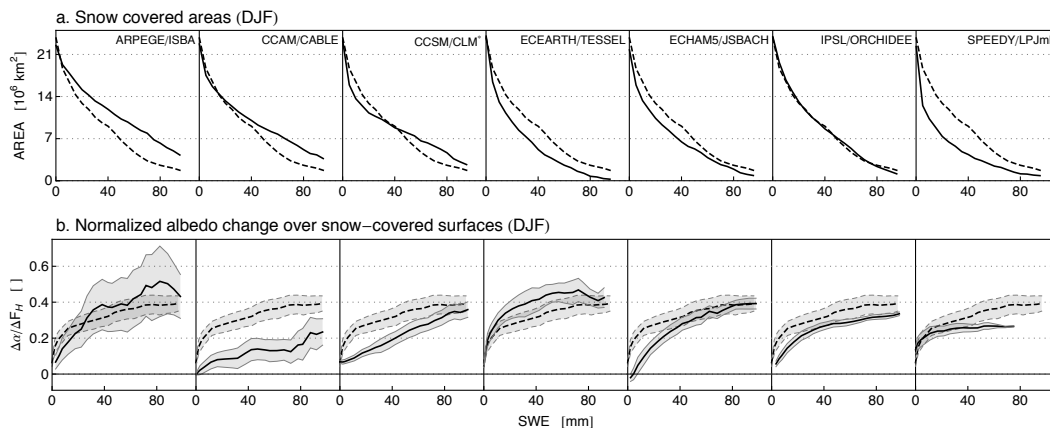 a. Snow covered areas (DJF)
ARPEGE/ISBA CCAM/CABLE CCSM/CLM* ECEARTH/TESSEL ECHAM5/JSBACH IPSL/ORCHIDEE SPEEDY/LPJml
AREA [10⁶ km²]
21
14
7
0
0 40 80 0 40 80 0 40 80 0 40 80 0 40 80 0 40 80 0 40 80
b. Normalized albedo change over snow−covered surfaces (DJF)
Δα/ΔF_H [ ]
0.6
0.4
0.2
0
0 40 80 0 40 80 0 40 80 0 40 80 0 40 80 0 40 80 0 40 80
SWE [mm]